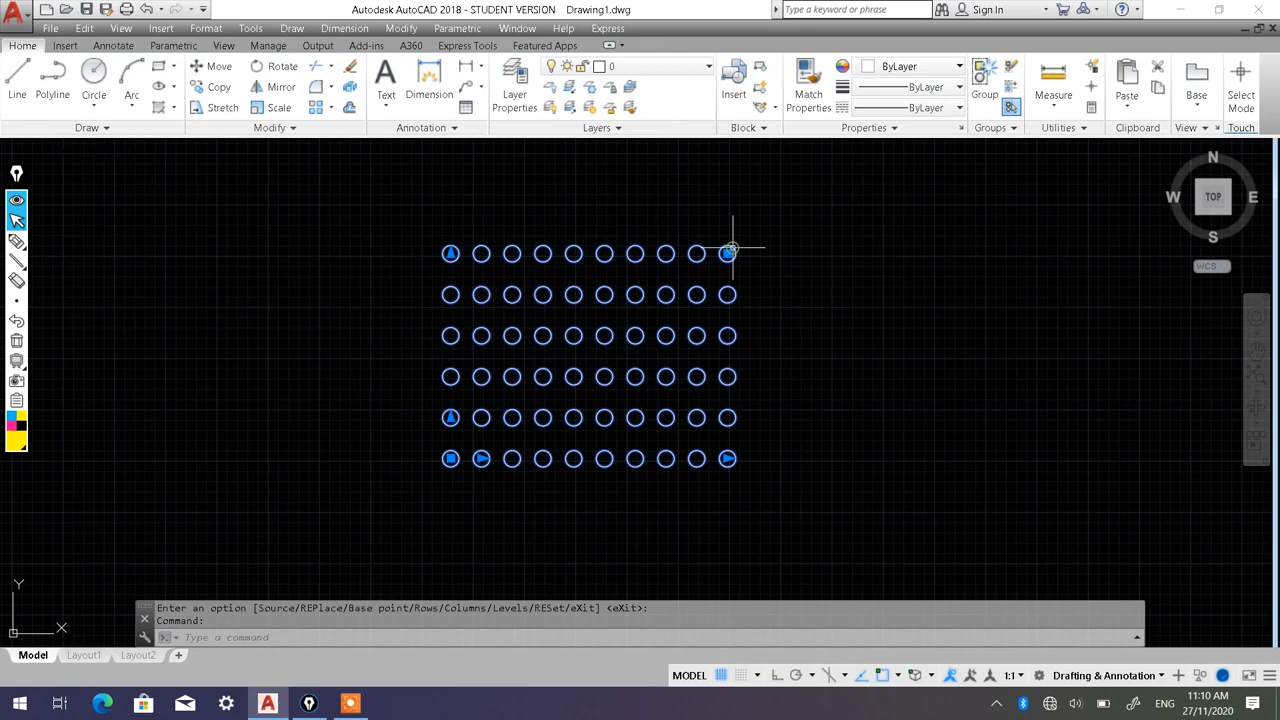 Autodesk AutoCAD 2018 - STUDENT VERSION Drawing1.dwg
Type a keyword or phrase
Sign In
File Edit View Insert Format Tools Draw Dimension Modify Parametric Window Help Express
Home Insert Annotate Parametric View Manage Output Add-ins A360 Express Tools Featured Apps
Line Polyline Circle Arc
Move Rotate
Copy Mirror
Stretch Scale
Text Dimension
Layer Properties
0
Insert
Match Properties
ByLayer
ByLayer
ByLayer
Group
Measure
Paste
Base
Select Mode
Draw Modify Annotation Layers Block Properties Groups Utilities Clipboard View Touch
N
W TOP E
S
WCS
Y
X
Enter an option [Source/REPlace/Base point/Rows/Columns/Levels/RESet/eXit] <eXit>:
Command:
Type a command
Model Layout1 Layout2 +
MODEL 1:1 Drafting & Annotation
ENG
11:10 AM
27/11/2020